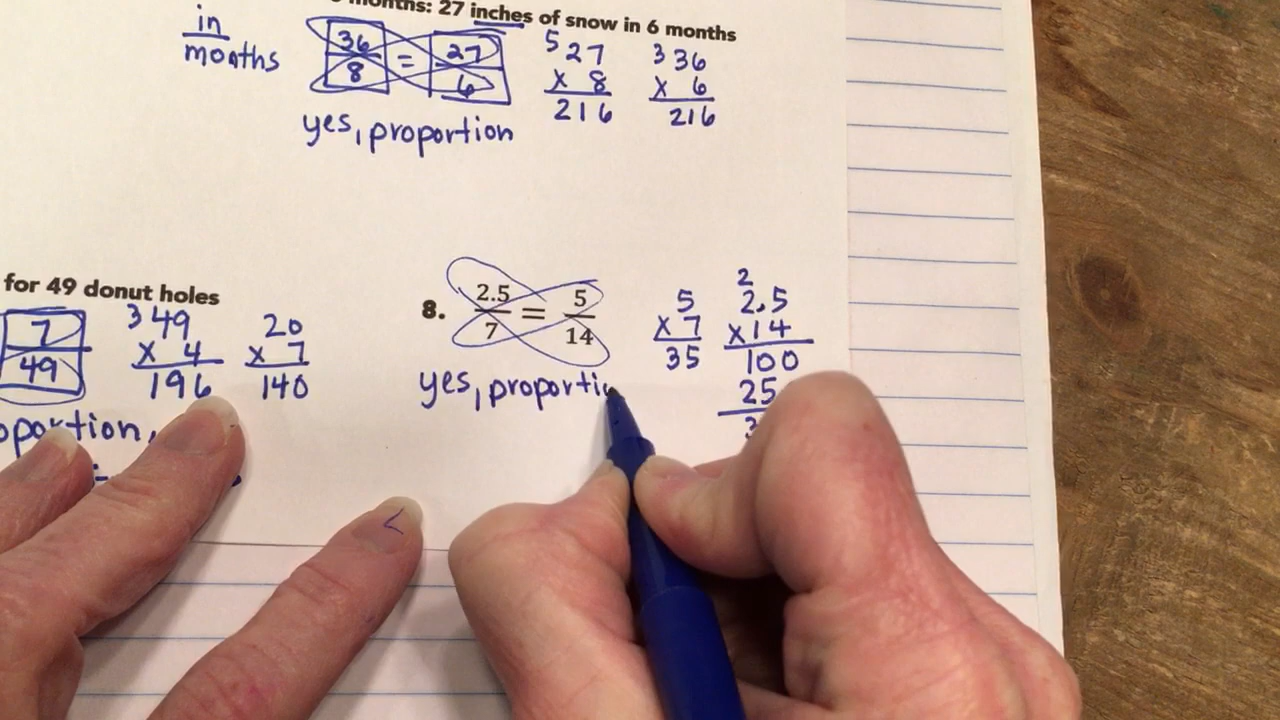 months: 27 inches of snow in 6 months
in
months
36
8
=
27
6
5
27
x 8
216
3
36
x 6
216
yes, proportion
for 49 donut holes
7
49
3
49
x 4
196
20
x 7
140
8.
2.5
7
=
5
14
5
x 7
35
2
2.5
x14
100
25
3
yes, proporti